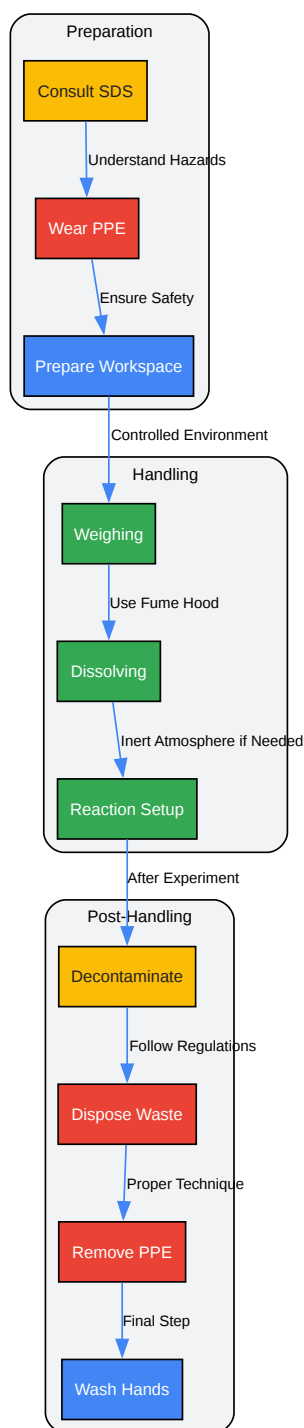 Preparation
Consult SDS
Understand Hazards
Wear PPE
Ensure Safety
Prepare Workspace
Controlled Environment
Handling
Weighing
Use Fume Hood
Dissolving
Inert Atmosphere if Needed
Reaction Setup
After Experiment
Post-Handling
Decontaminate
Follow Regulations
Dispose Waste
Proper Technique
Remove PPE
Final Step
Wash Hands